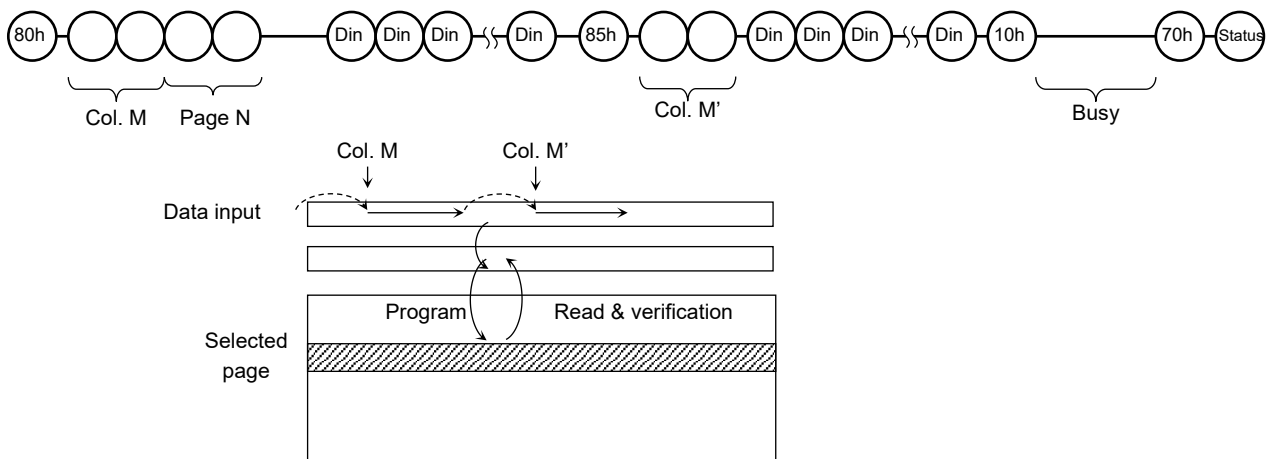 80h Din Din Din Din 85h Din Din Din Din 10h 70h Status
Col. M Page N Col. M’ Busy
Col. M Col. M’
Data input
Program Read & verification
Selected
page